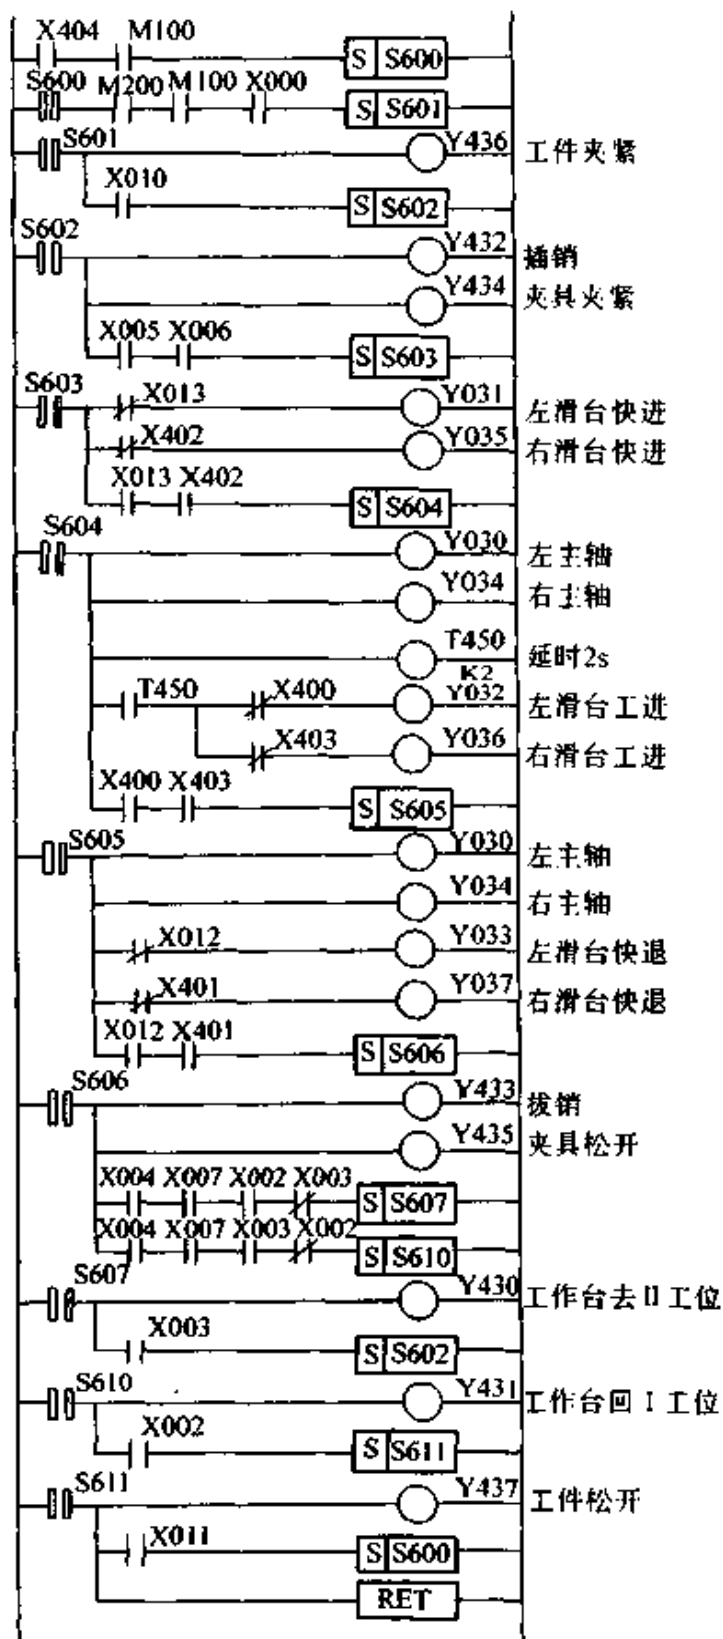 X404 M100 S S600
S600 M200 M100 X000 S S601
S601 Y436 工件夹紧
X010 S S602
S602 Y432 插销
Y434 夹具夹紧
X005 X006 S S603
S603 X013 Y031 左滑台快进
X402 Y035 右滑台快进
X013 X402 S S604
S604 Y030 左主轴
Y034 右主轴
T450 延时2s
K2
T450 X400 Y032 左滑台工进
X403 Y036 右滑台工进
X400 X403 S S605
S605 Y030 左主轴
Y034 右主轴
X012 Y033 左滑台快退
X401 Y037 右滑台快退
X012 X401 S S606
S606 Y433 拔销
Y435 夹具松开
X004 X007 X002 X003 S S607
X004 X007 X003 X002 S S610
S607 Y430 工作台去Ⅱ工位
X003 S S602
S610 Y431 工作台回Ⅰ工位
X002 S S611
S611 Y437 工件松开
X011 S S600
RET